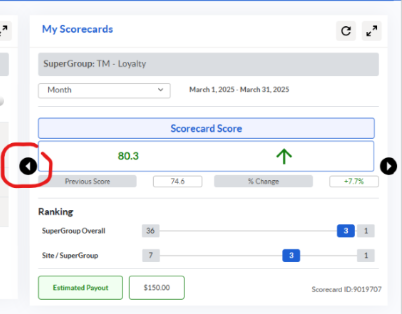 My Scorecards
SuperGroup: TM - Loyalty
Month March 1, 2025 - March 31, 2025
Scorecard Score
80.3
Previous Score 74.6 % Change +7.7%
Ranking
SuperGroup Overall 36 3 1
Site / SuperGroup 7 3 1
Estimated Payout $150.00 Scorecard ID:9019707